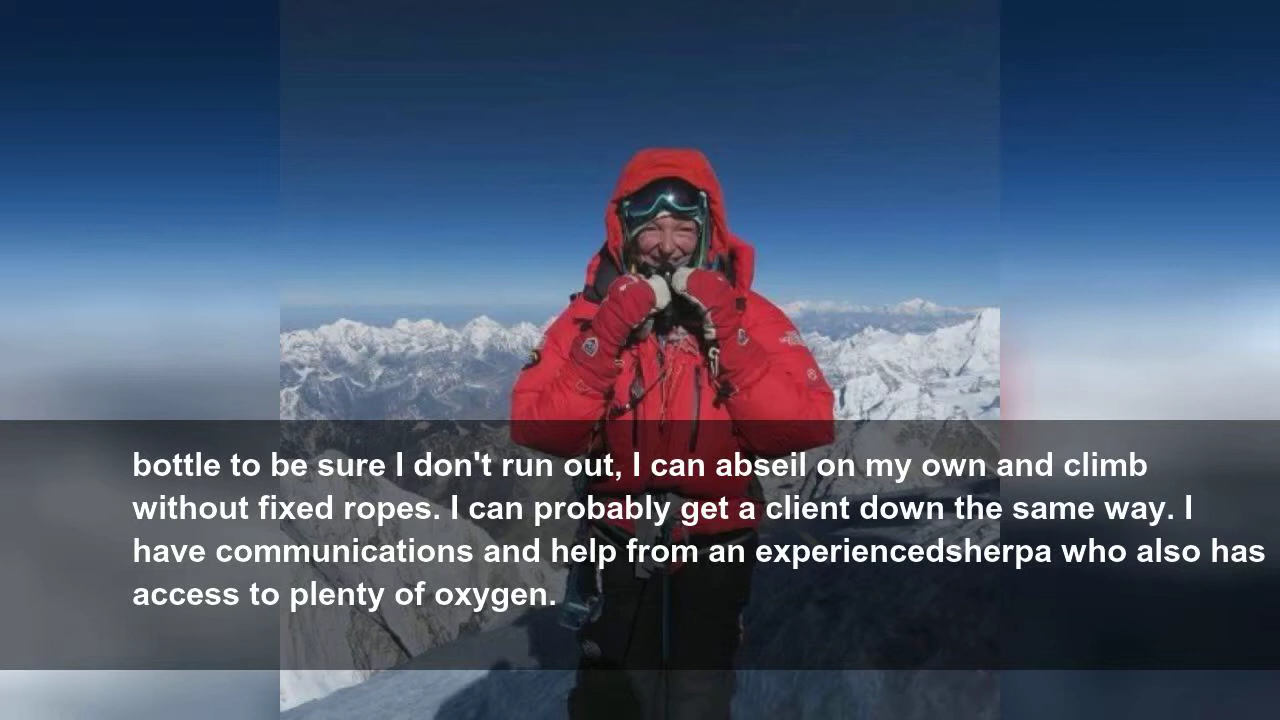 bottle to be sure I don't run out, I can abseil on my own and climb
without fixed ropes. I can probably get a client down the same way. I
have communications and help from an experiencedsherpa who also has
access to plenty of oxygen.